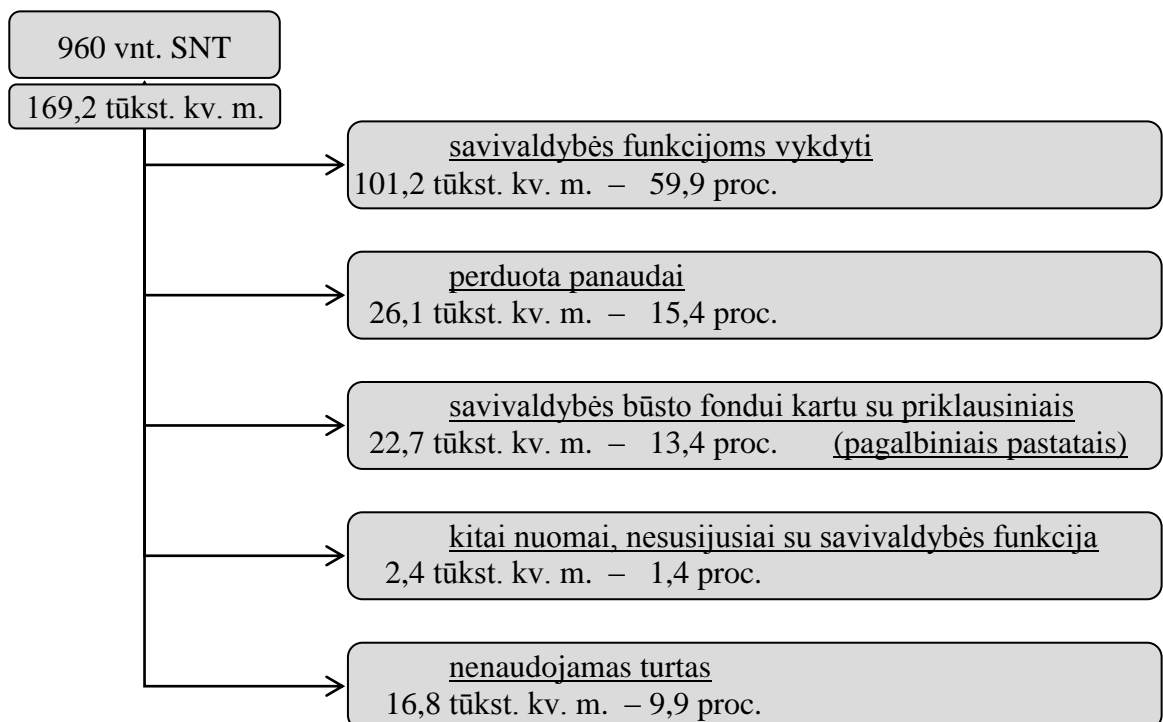 960 vnt. SNT
169,2 tūkst. kv. m.
savivaldybės funkcijoms vykdyti
101,2 tūkst. kv. m. – 59,9 proc.
perduota panaudai
26,1 tūkst. kv. m. – 15,4 proc.
savivaldybės būsto fondui kartu su priklausiniais
22,7 tūkst. kv. m. – 13,4 proc. (pagalbiniais pastatais)
kitai nuomai, nesusijusiai su savivaldybės funkcija
2,4 tūkst. kv. m. – 1,4 proc.
nenaudojamas turtas
16,8 tūkst. kv. m. – 9,9 proc.